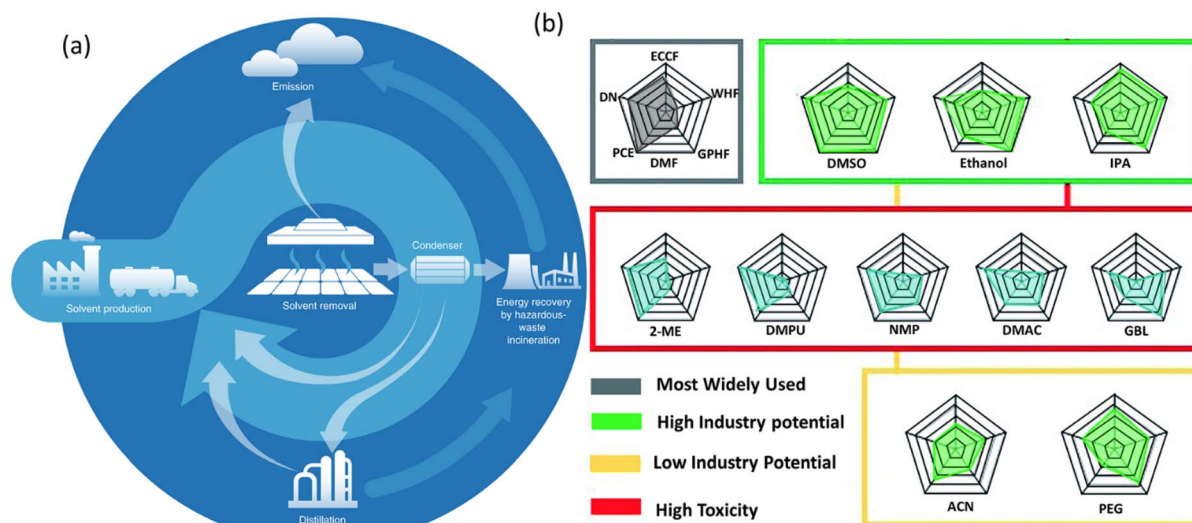 (a)
Emission
Solvent production
Solvent removal
Condenser
Energy recovery
by hazardous-
waste
incineration
Distillation
(b)
ECCF
DN
WHF
PCE
GPHF
DMF
DMSO
Ethanol
IPA
2-ME
DMPU
NMP
DMAC
GBL
Most Widely Used
High Industry potential
Low Industry Potential
High Toxicity
ACN
PEG